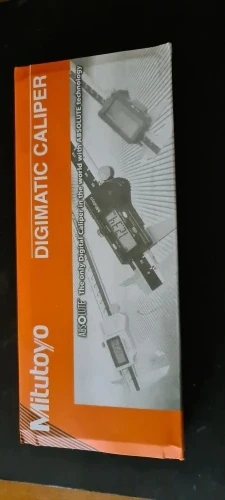 Mitutoyo
DIGIMATIC CALIPER
ABSOLUTE The only Digital Caliper in the world with ABSOLUTE technology